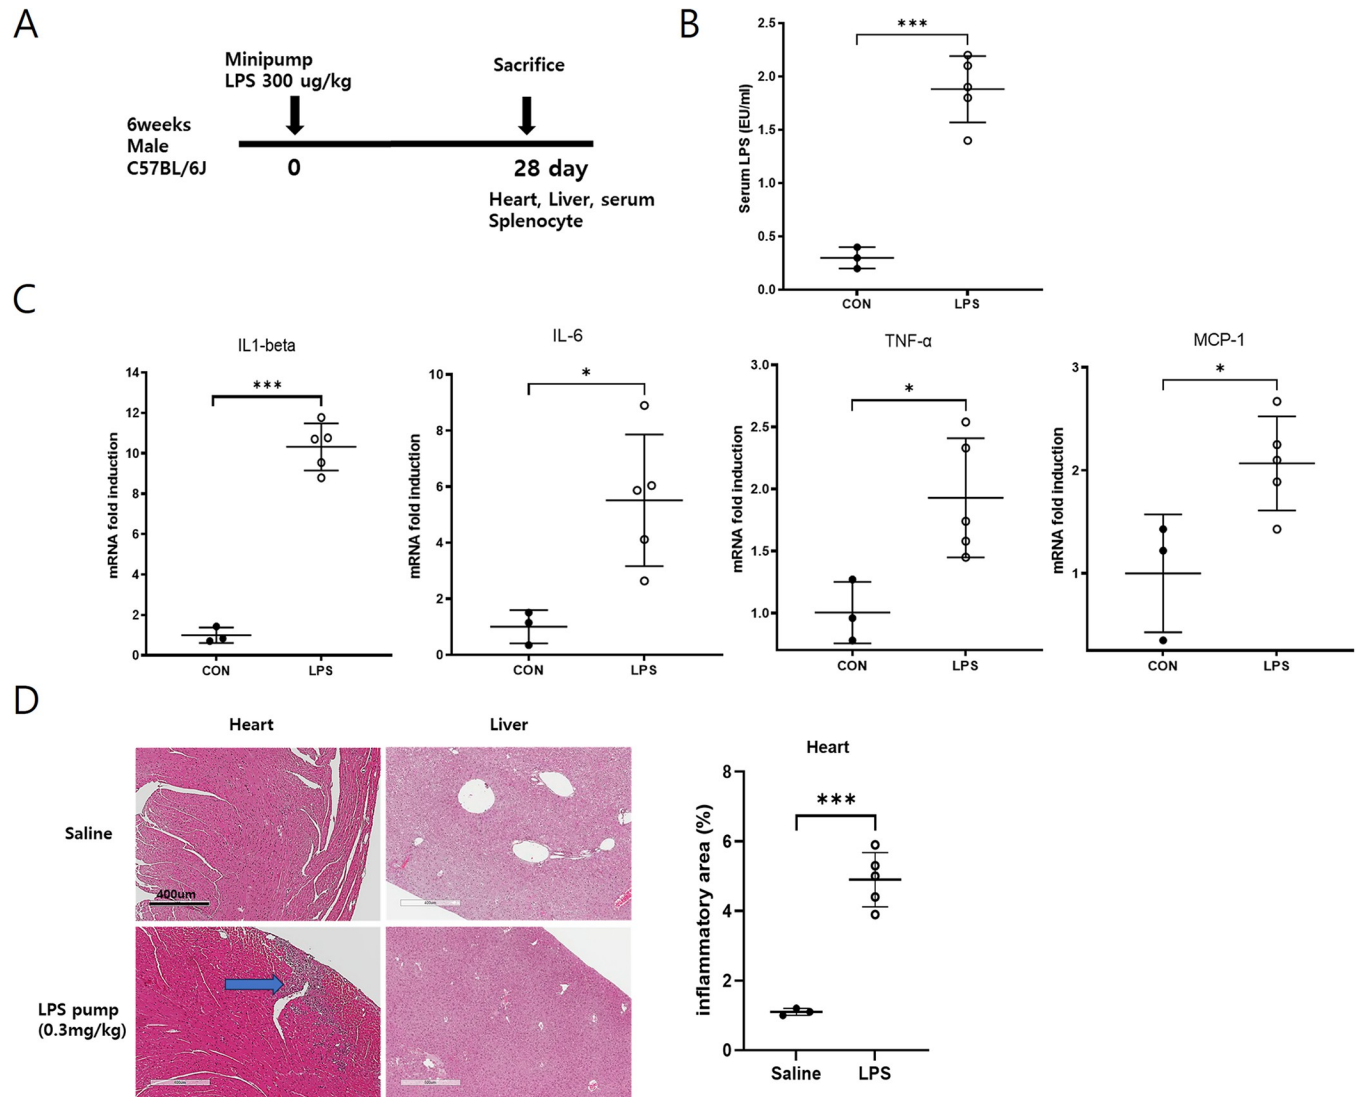 A
Minipump
LPS 300 ug/kg
Sacrifice
6weeks
Male
C57BL/6J
0
28 day
Heart, Liver, serum
Splenocyte
B
Serum LPS (EU/ml)
2.5
2.0
1.5
1.0
0.5
0.0
***
CON
LPS
C
IL1-beta
mRNA fold induction
14
12
10
8
6
4
2
0
***
CON
LPS
IL-6
mRNA fold induction
10
8
6
4
2
0
*
CON
LPS
TNF-α
mRNA fold induction
3.0
2.5
2.0
1.5
1.0
*
CON
LPS
MCP-1
mRNA fold induction
3
2
1
*
CON
LPS
D
Heart
Liver
Saline
400um
LPS pump
(0.3mg/kg)
Heart
inflammatory area (%)
8
6
4
2
0
***
Saline
LPS